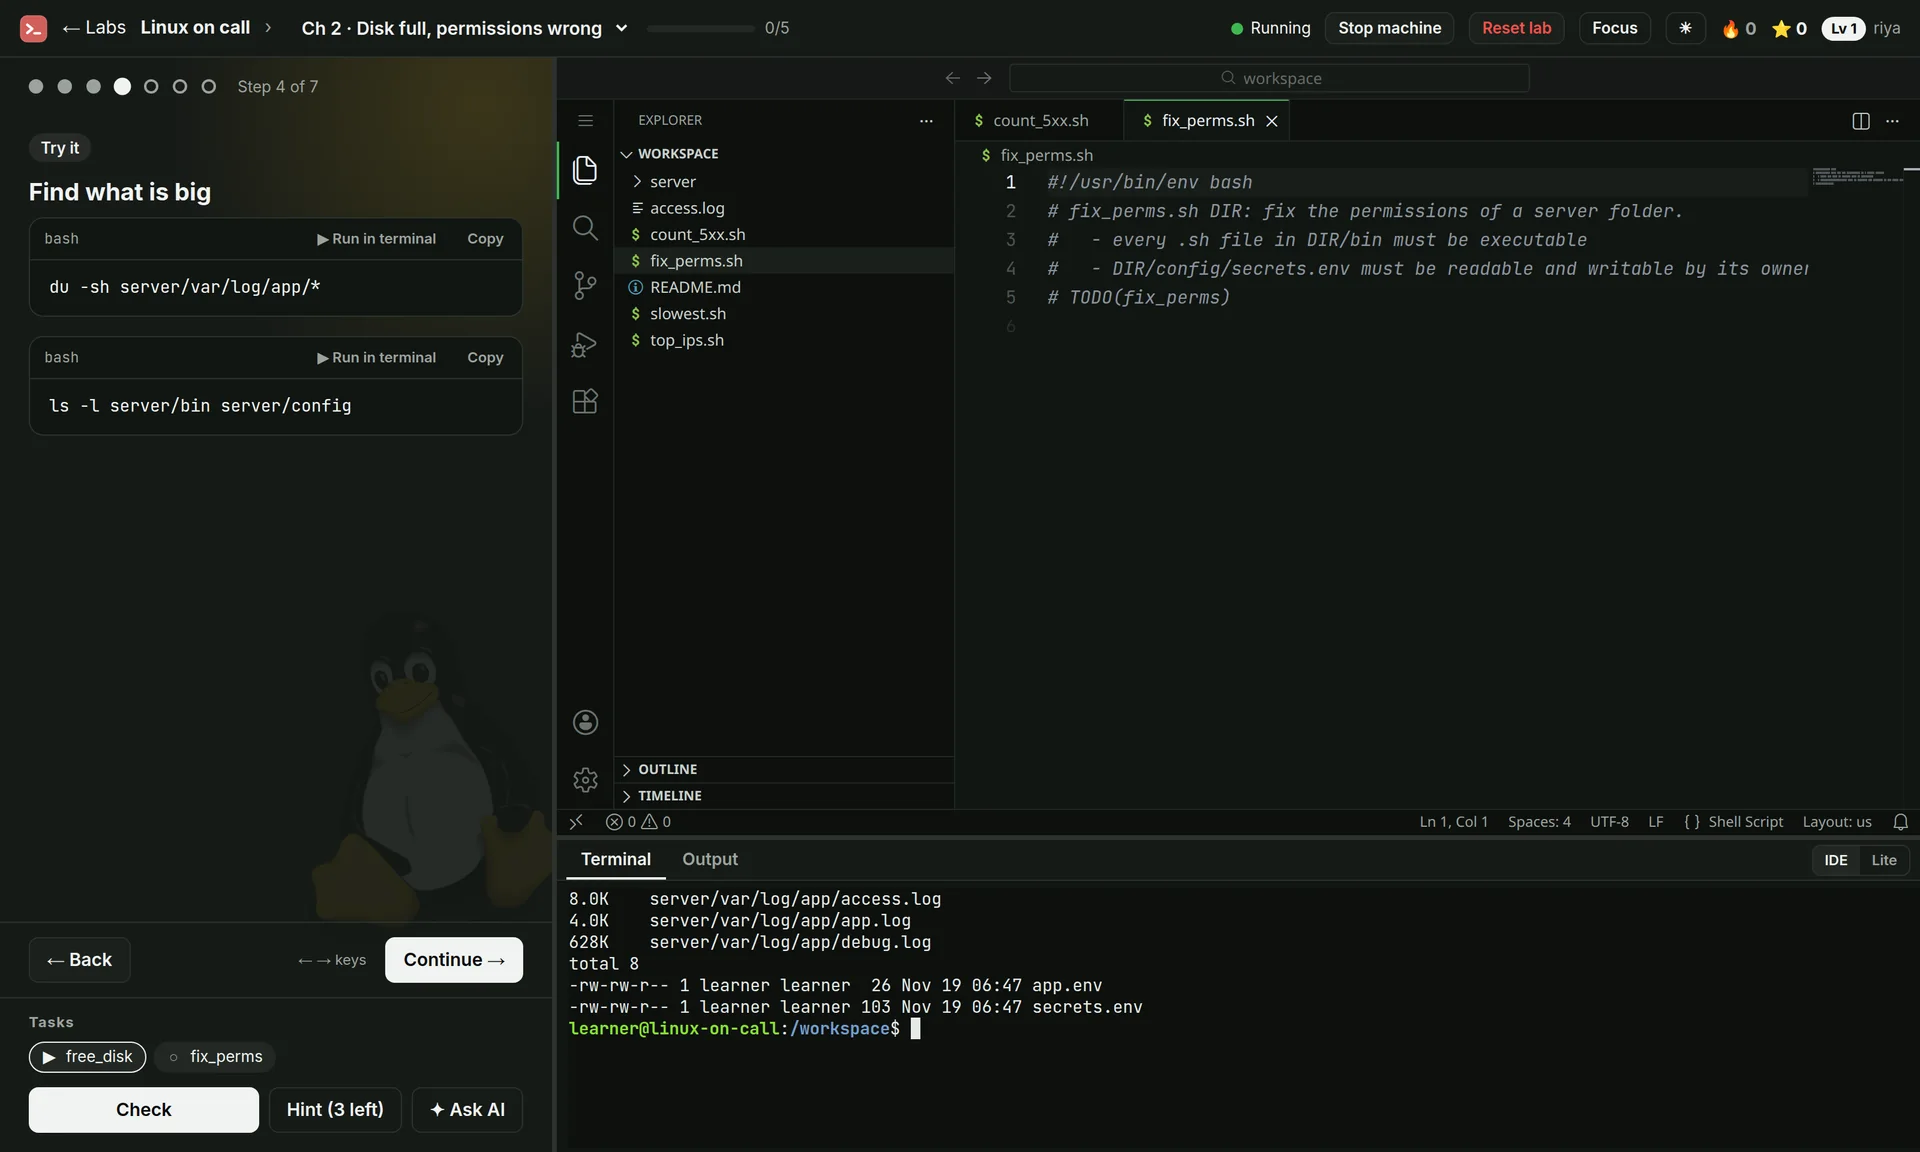 ← Labs Linux on call › Ch 2 · Disk full, permissions wrong 0/5 Running Stop machine Reset lab Focus 0 0 Lv 1 riya
Step 4 of 7
Try it
Find what is big
bash ▶ Run in terminal Copy
du -sh server/var/log/app/*
bash ▶ Run in terminal Copy
ls -l server/bin server/config
← Back ← → keys Continue →
Tasks
▶ free_disk ○ fix_perms
Check Hint (3 left) ✦ Ask AI
← → workspace
EXPLORER ...
WORKSPACE
server
access.log
$ count_5xx.sh
$ fix_perms.sh
README.md
$ slowest.sh
$ top_ips.sh
OUTLINE
TIMELINE
$ count_5xx.sh $ fix_perms.sh ...
$ fix_perms.sh
1 #!/usr/bin/env bash
2 # fix_perms.sh DIR: fix the permissions of a server folder.
3 #   - every .sh file in DIR/bin must be executable
4 #   - DIR/config/secrets.env must be readable and writable by its owner
5 # TODO(fix_perms)
6
0 0 Ln 1, Col 1 Spaces: 4 UTF-8 LF {} Shell Script Layout: us
Terminal Output IDE Lite
8.0K    server/var/log/app/access.log
4.0K    server/var/log/app/app.log
628K    server/var/log/app/debug.log
total 8
-rw-rw-r-- 1 learner learner  26 Nov 19 06:47 app.env
-rw-rw-r-- 1 learner learner 103 Nov 19 06:47 secrets.env
learner@linux-on-call:/workspace$